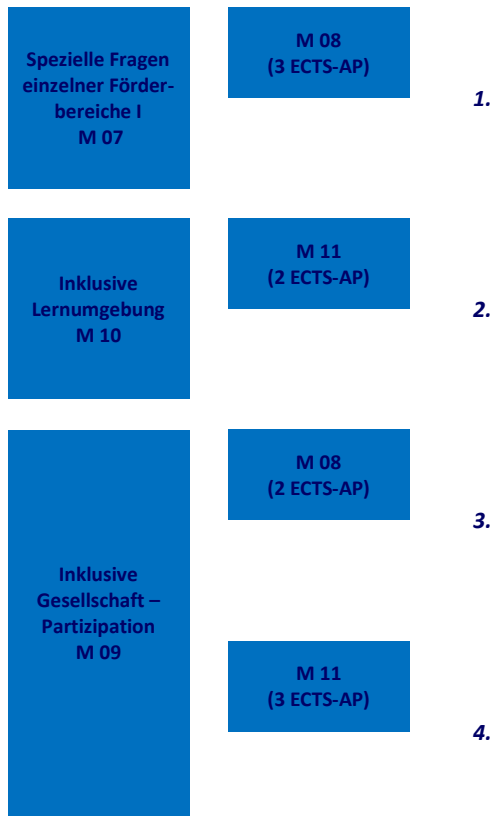 Spezielle Fragen
einzelner Förder-
bereiche I
M 07
M 08
(3 ECTS-AP)
1.
Inklusive
Lernumgebung
M 10
M 11
(2 ECTS-AP)
2.
Inklusive
Gesellschaft –
Partizipation
M 09
M 08
(2 ECTS-AP)
3.
M 11
(3 ECTS-AP)
4.